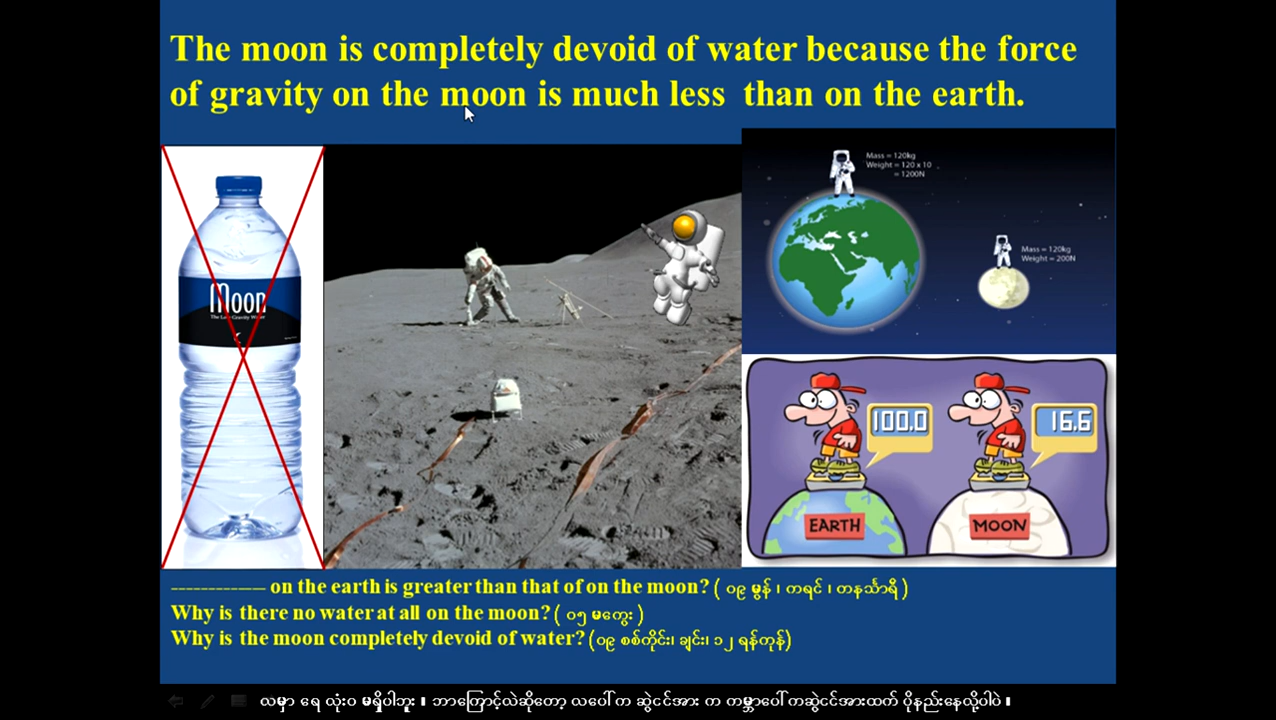 The moon is completely devoid of water because the force
of gravity on the moon is much less than on the earth.
Mass = 120kg
Weight = 120 x 10
= 1200N
Mass = 120kg
Weight = 200N
Moon
100.0
16.6
EARTH
MOON
------------- on the earth is greater than that of on the moon? ( ၀၉ မွန် ၊ ကရင် ၊ တနင်္သာရီ )
Why is there no water at all on the moon? ( ၀၅ မကွေး )
Why is the moon completely devoid of water? (၀၉ စစ်ကိုင်း၊ ချင်း၊ ၁၂ ရန်ကုန်)
လမှာ ရေ လုံးဝ မရှိပါဘူး ။ ဘာကြောင့်လဲဆိုတော့ လပေါ် က ဆွဲငင်အား က ကမ္ဘာပေါ် ကဆွဲငင်အားထက် ပိုနည်းနေလို့ပါပဲ ။